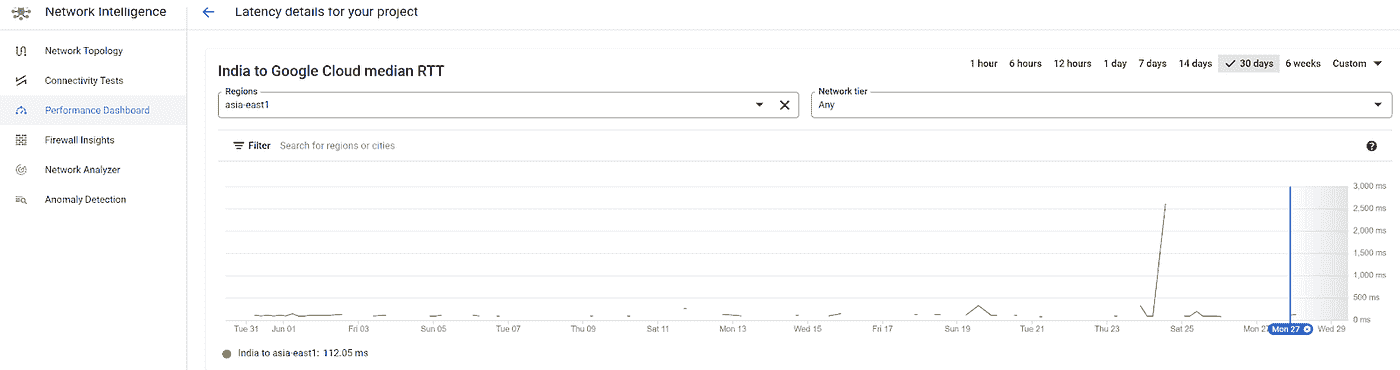 Network Intelligence
Latency details for your project
Network Topology
Connectivity Tests
Performance Dashboard
Firewall Insights
Network Analyzer
Anomaly Detection
India to Google Cloud median RTT
1 hour 6 hours 12 hours 1 day 7 days 14 days 30 days 6 weeks Custom
Regions
asia-east1
Network tier
Any
Filter Search for regions or cities
3,000 ms
2,500 ms
2,000 ms
1,500 ms
1,000 ms
500 ms
0 ms
Tue 31 Jun 01 Fri 03 Sun 05 Tue 07 Thu 09 Sat 11 Mon 13 Wed 15 Fri 17 Sun 19 Tue 21 Thu 23 Sat 25 Mon 27 Mon 27 Wed 29
India to asia-east1: 112.05 ms